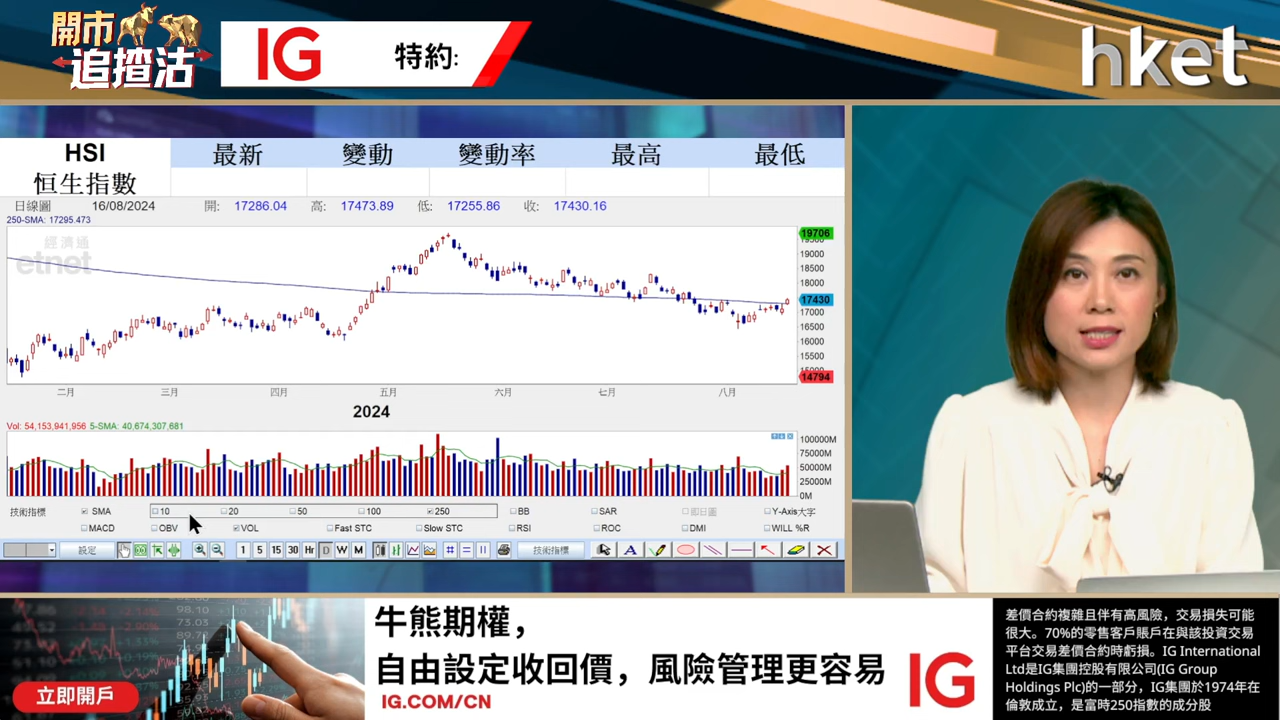 開市
追揸沽
IG
特約:
hket
HSI
恒生指數
最新
變動
變動率
最高
最低
日線圖 16/08/2024 開: 17286.04 高: 17473.89 低: 17255.86 收: 17430.16
250-SMA: 17295.473
經濟通
etnet
19706
19000
18500
18000
17430
17000
16500
16000
15500
14794
二月 三月 四月 五月 六月 七月 八月
2024
Vol: 54,153,941,956 5-SMA: 40,674,307,681
100000M
75000M
50000M
25000M
0M
技術指標 SMA 10 20 50 100 250 BB SAR 即日圖 Y-Axis大字
MACD OBV VOL Fast STC Slow STC RSI ROC DMI WILL %R
設定 1 5 15 30 Hr D W M 技術指標 A
立即開戶
牛熊期權,
自由設定收回價，風險管理更容易
IG.COM/CN
IG
差價合約複雜且伴有高風險，交易損失可能
很大。70%的零售客戶賬戶在與該投資交易
平台交易差價合約時虧損。IG International
Ltd是IG集團控股有限公司(IG Group
Holdings Plc)的一部分，IG集團於1974年在
倫敦成立，是富時250指數的成分股